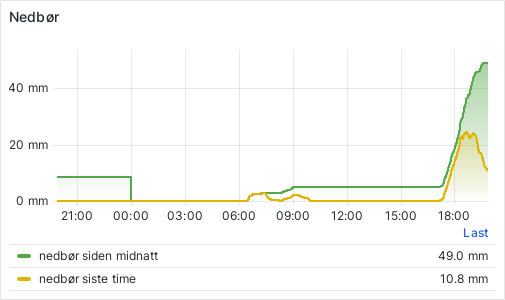 Nedbør
40 mm
20 mm
0 mm
21:00 00:00 03:00 06:00 09:00 12:00 15:00 18:00
Last
nedbør siden midnatt 49.0 mm
nedbør siste time 10.8 mm